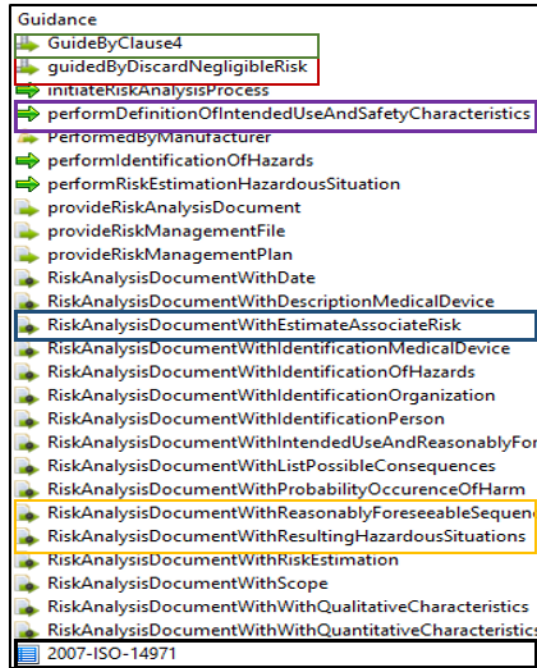 Guidance
GuideByClause4
guidedByDiscardNegligibleRisk
initiateRiskAnalysisProcess
performDefinitionOfIntendedUseAndSafetyCharacteristics
PerformedByManufacturer
performIdentificationOfHazards
performRiskEstimationHazardousSituation
provideRiskAnalysisDocument
provideRiskManagementFile
provideRiskManagementPlan
RiskAnalysisDocumentWithDate
RiskAnalysisDocumentWithDescriptionMedicalDevice
RiskAnalysisDocumentWithEstimateAssociateRisk
RiskAnalysisDocumentWithIdentificationMedicalDevice
RiskAnalysisDocumentWithIdentificationOfHazards
RiskAnalysisDocumentWithIdentificationOrganization
RiskAnalysisDocumentWithIdentificationPerson
RiskAnalysisDocumentWithIntendedUseAndReasonablyFor
RiskAnalysisDocumentWithListPossibleConsequences
RiskAnalysisDocumentWithProbabilityOccurenceOfHarm
RiskAnalysisDocumentWithReasonablyForeseeableSequen
RiskAnalysisDocumentWithResultingHazardousSituations
RiskAnalysisDocumentWithRiskEstimation
RiskAnalysisDocumentWithScope
RiskAnalysisDocumentWithWithQualitativeCharacteristics
RiskAnalysisDocumentWithWithQuantitativeCharacteristics
2007-ISO-14971